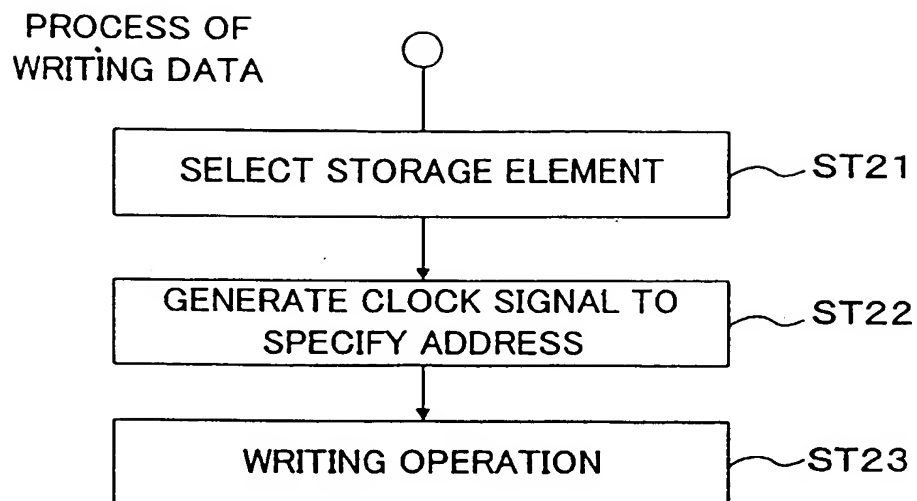 PROCESS OF
WRITING DATA
SELECT STORAGE ELEMENT
ST21
GENERATE CLOCK SIGNAL TO
SPECIFY ADDRESS
ST22
WRITING OPERATION
ST23